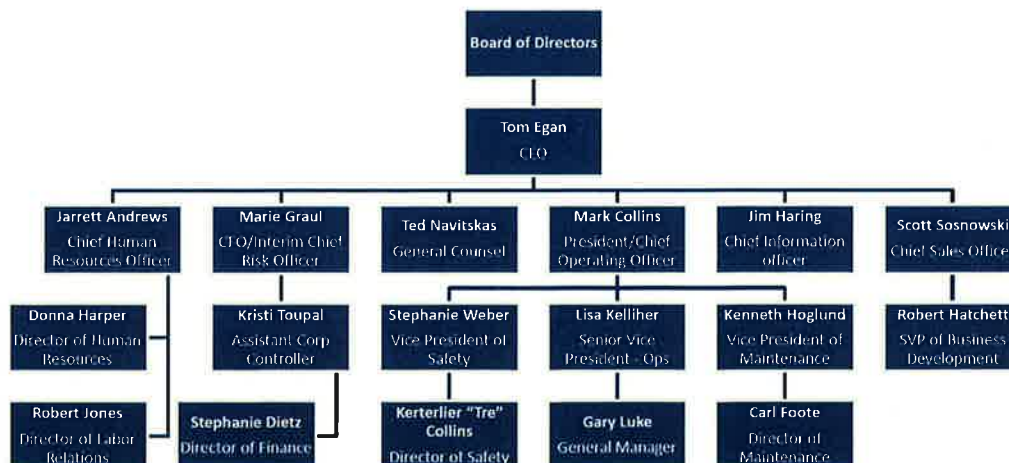 Board of Directors
Tom Egan
CEO
Jarrett Andrews
Chief Human
Resources Officer
Marie Graul
CFO/Interim Chief
Risk Officer
Ted Navitskas
General Counsel
Mark Collins
President/Chief
Operating Officer
Jim Haring
Chief Information
officer
Scott Sosnowski
Chief Sales Officer
Donna Harper
Director of Human
Resources
Kristi Toupal
Assistant Corp
Controller
Stephanie Weber
Vice President of
Safety
Lisa Kelliher
Senior Vice
President - Ops
Kenneth Hoglund
Vice President of
Maintenance
Robert Hatchett
SVP of Business
Development
Robert Jones
Director of Labor
Relations
Stephanie Dietz
Director of Finance
Kerterlier "Tre"
Collins
Director of Safety
Gary Luke
General Manager
Carl Foote
Director of
Maintenance